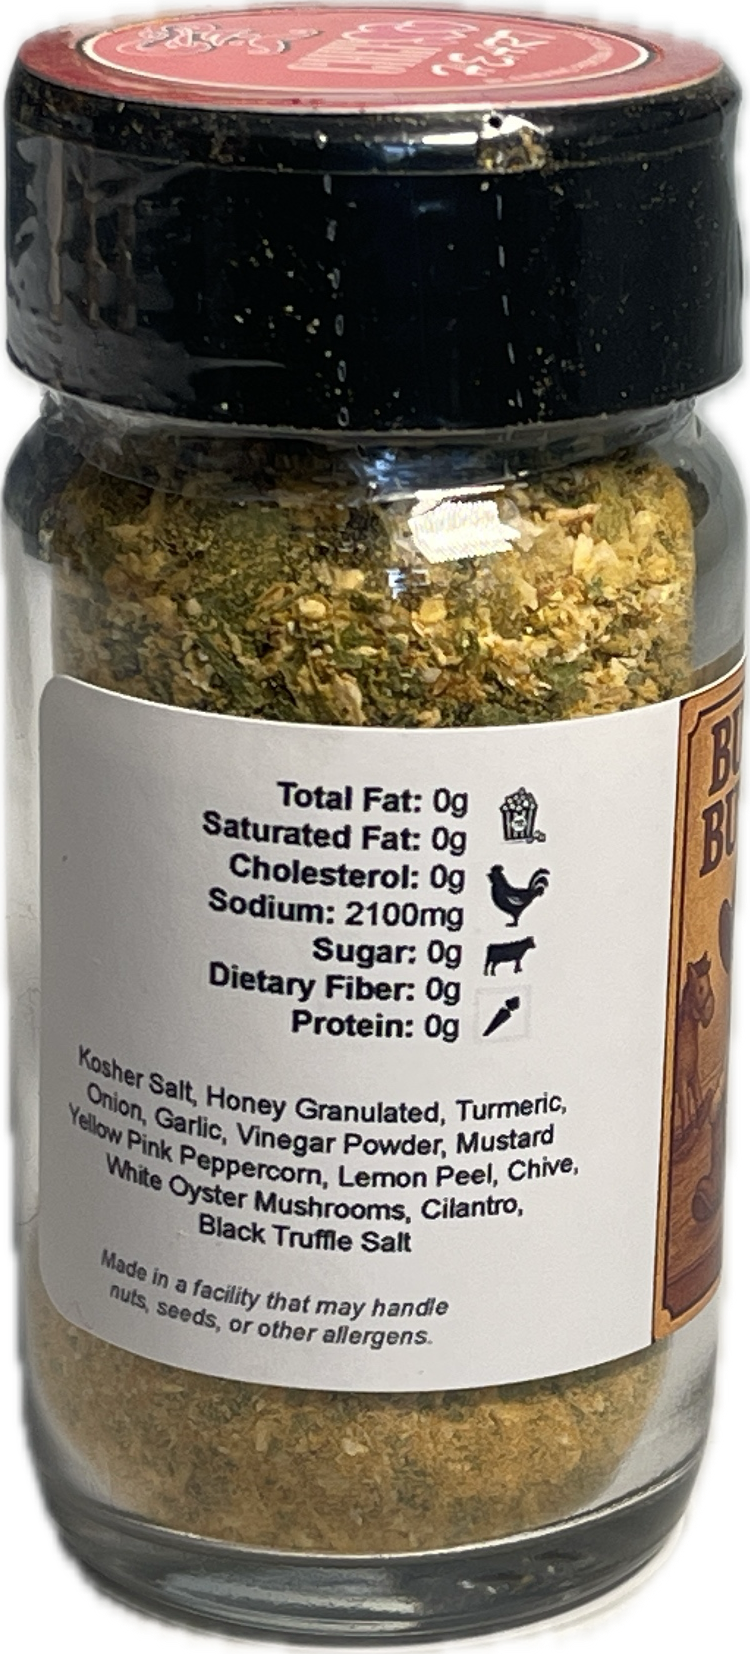 Total Fat: 0g
Saturated Fat: 0g
Cholesterol: 0g
Sodium: 2100mg
Sugar: 0g
Dietary Fiber: 0g
Protein: 0g
Kosher Salt, Honey Granulated, Turmeric,
Onion, Garlic, Vinegar Powder, Mustard
Yellow Pink Peppercorn, Lemon Peel, Chive,
White Oyster Mushrooms, Cilantro,
Black Truffle Salt
Made in a facility that may handle
nuts, seeds, or other allergens.